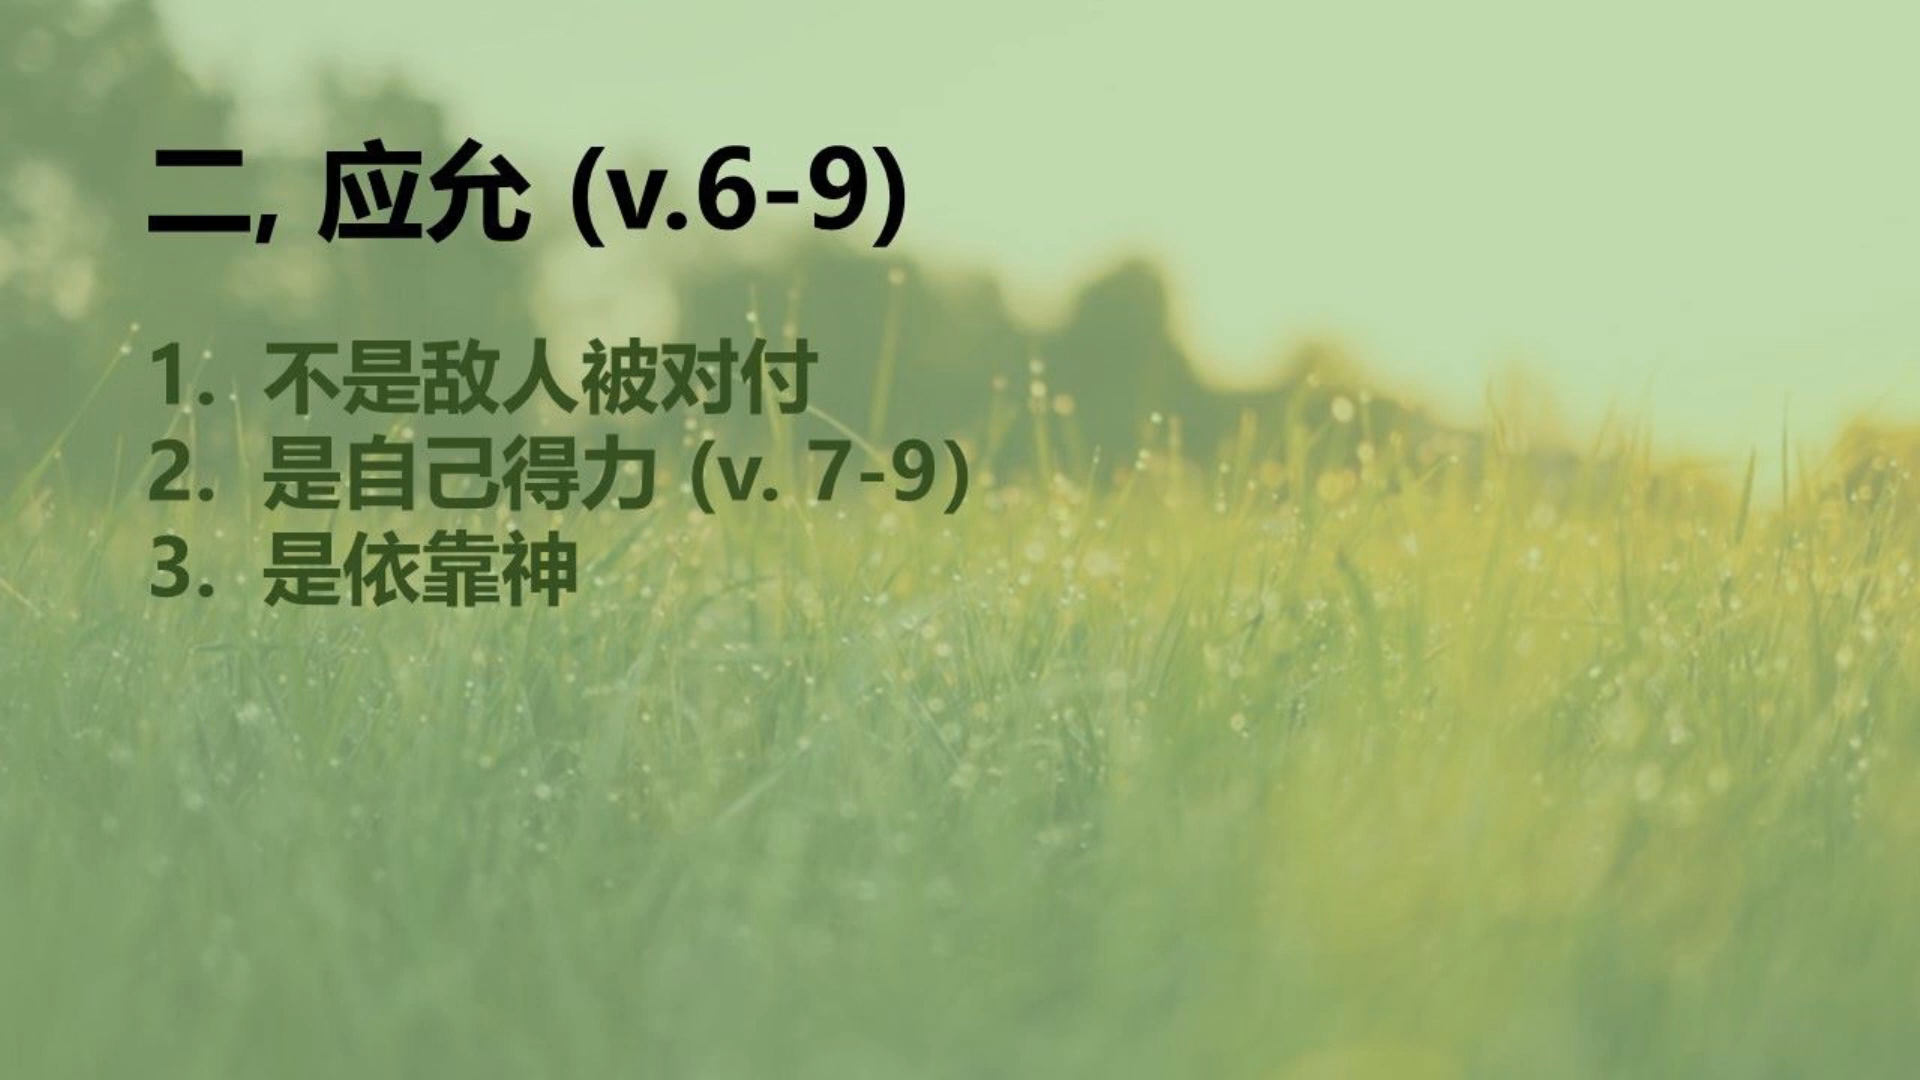 二, 应允 (v.6-9)
1. 不是敌人被对付
2. 是自己得力 (v. 7-9)
3. 是依靠神